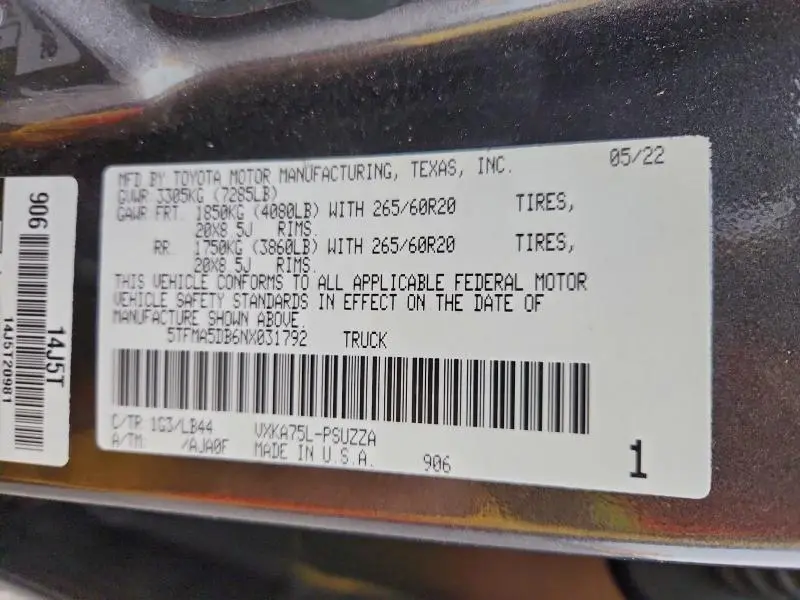 MFD BY TOYOTA MOTOR MANUFACTURING, TEXAS, INC. 05/22
GVWR 3305KG (7285LB)
GAWR FRT. 1850KG (4080LB) WITH 265/60R20 TIRES,
20X8.5J RIMS.
RR. 1750KG (3860LB) WITH 265/60R20 TIRES,
20X8.5J RIMS.
THIS VEHICLE CONFORMS TO ALL APPLICABLE FEDERAL MOTOR
VEHICLE SAFETY STANDARDS IN EFFECT ON THE DATE OF
MANUFACTURE SHOWN ABOVE.
5TFMA5DB6NX031792 TRUCK
C/TR 1G3/LB44 VXKA75L-PSUZZA
A/TM /AJA0F MADE IN U.S.A. 906 1
906
14J5T
14J5T20981